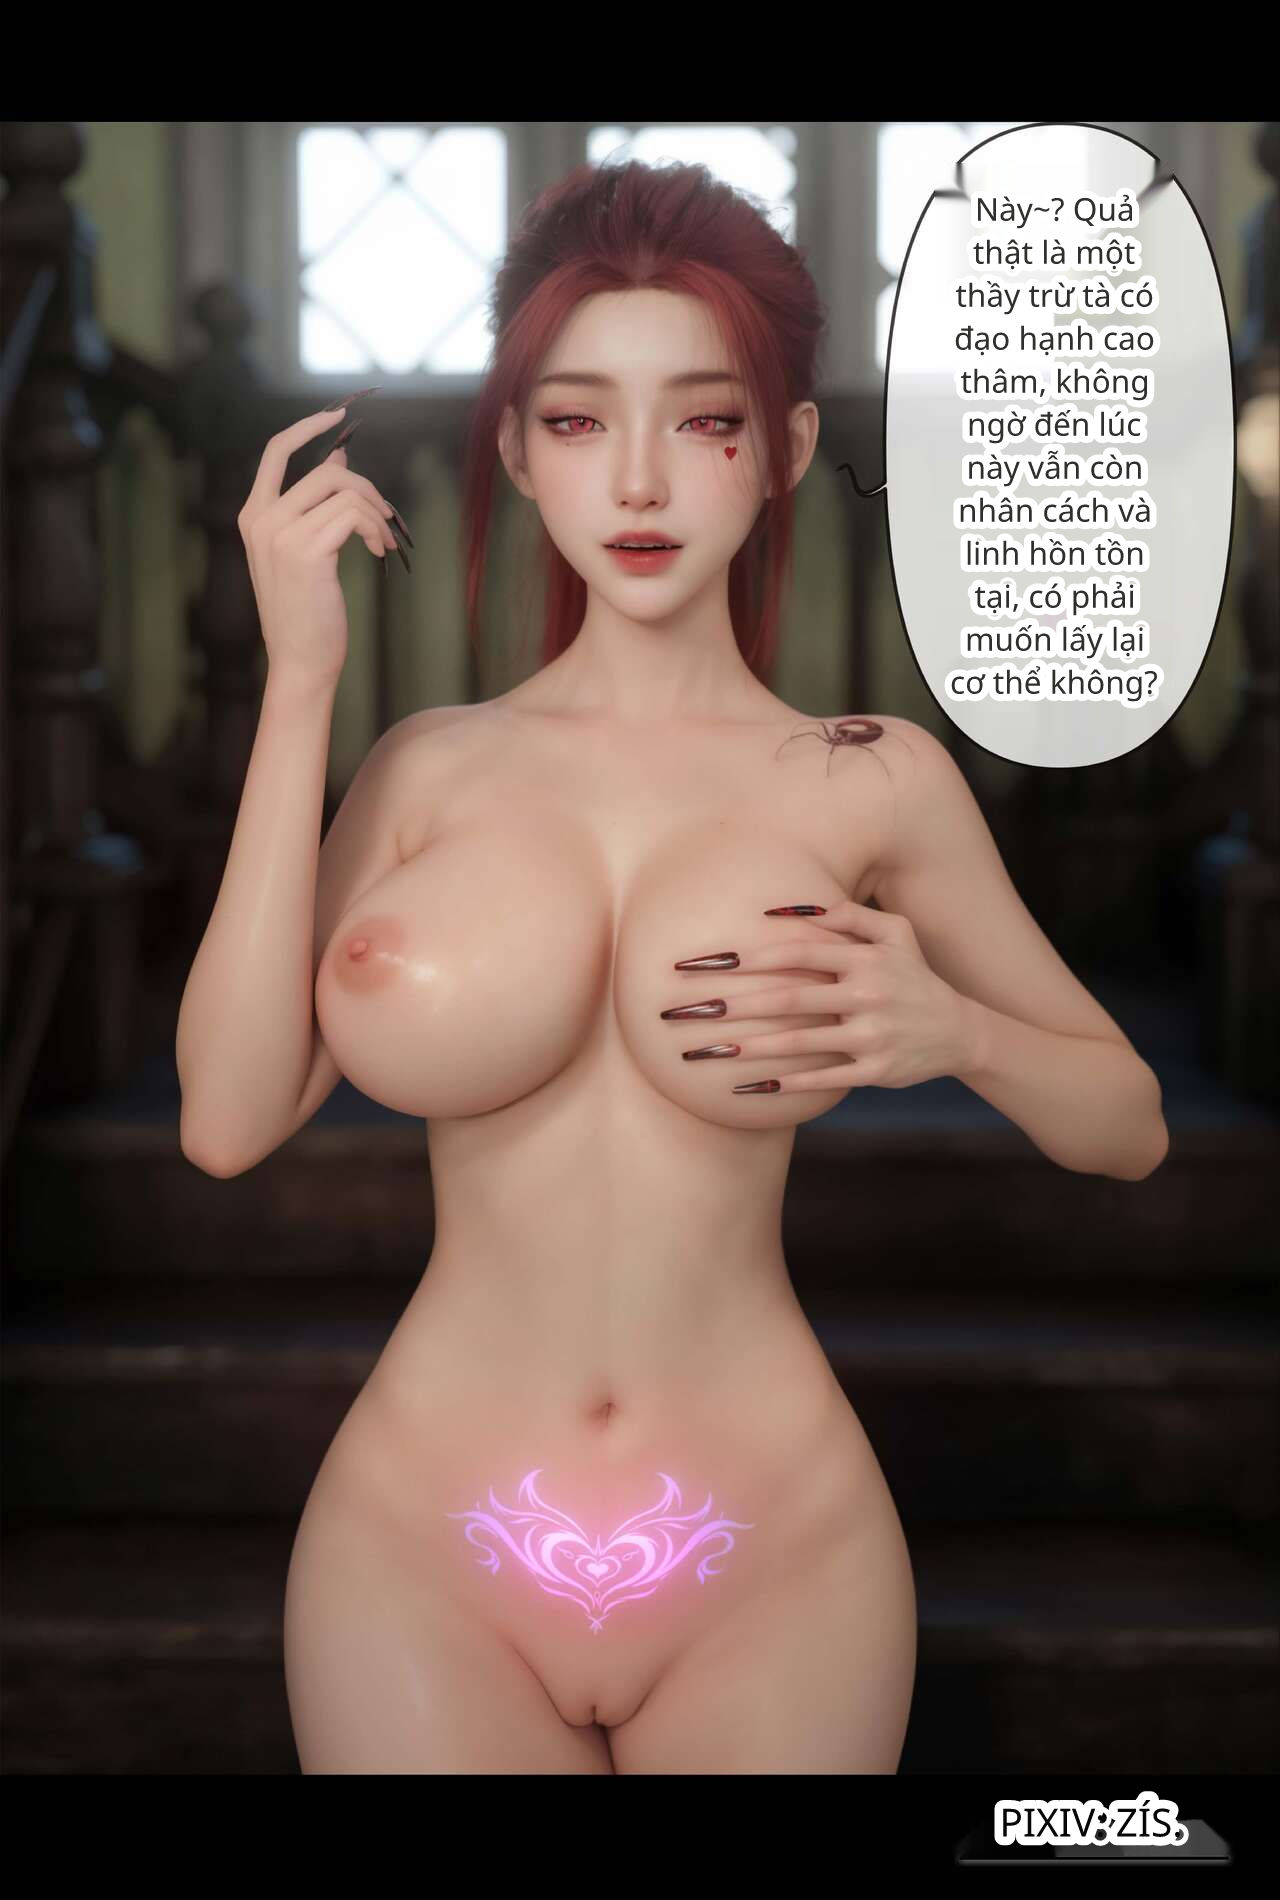 Này~? Quả
thật là một
thầy trừ tà có
đạo hạnh cao
thâm, không
ngờ đến lúc
này vẫn còn
nhân cách và
linh hồn tồn
tại, có phải
muốn lấy lại
cơ thể không?
PIXIV:ZÍS,